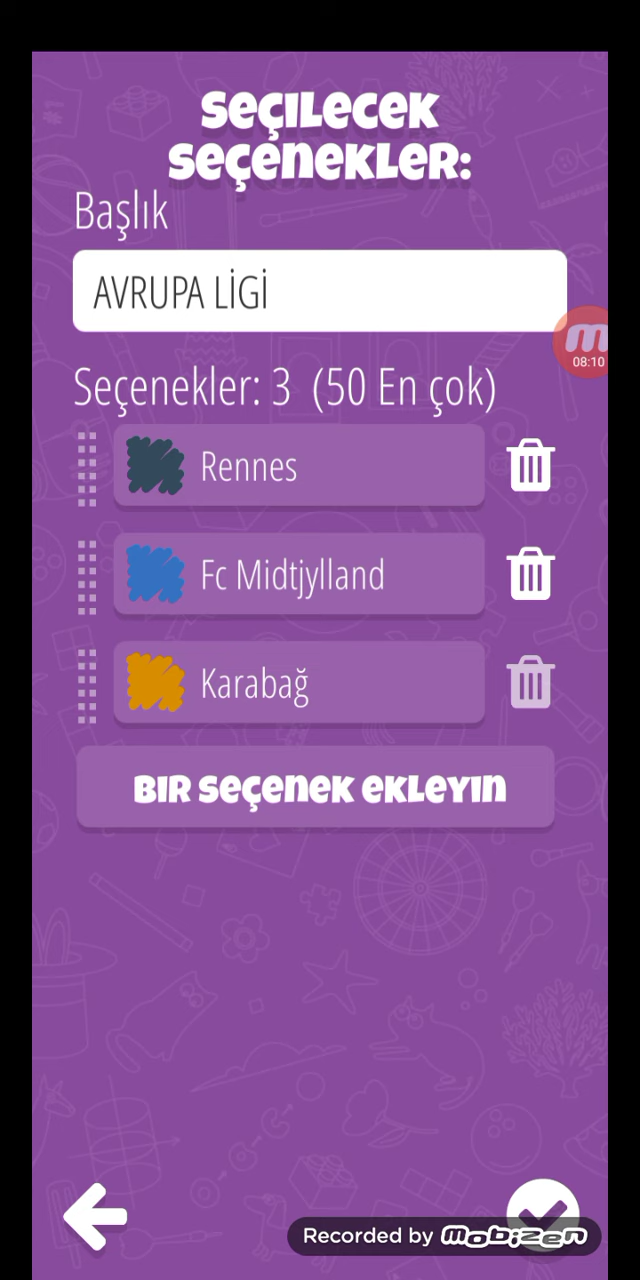 SEÇILECEK
SEÇENEKLER:
Başlık
AVRUPA LİGİ
m
08:10
Seçenekler: 3 (50 En çok)
Rennes
Fc Midtjylland
Karabağ
BIR SEÇENEK EKLEYIN
Recorded by mobizen